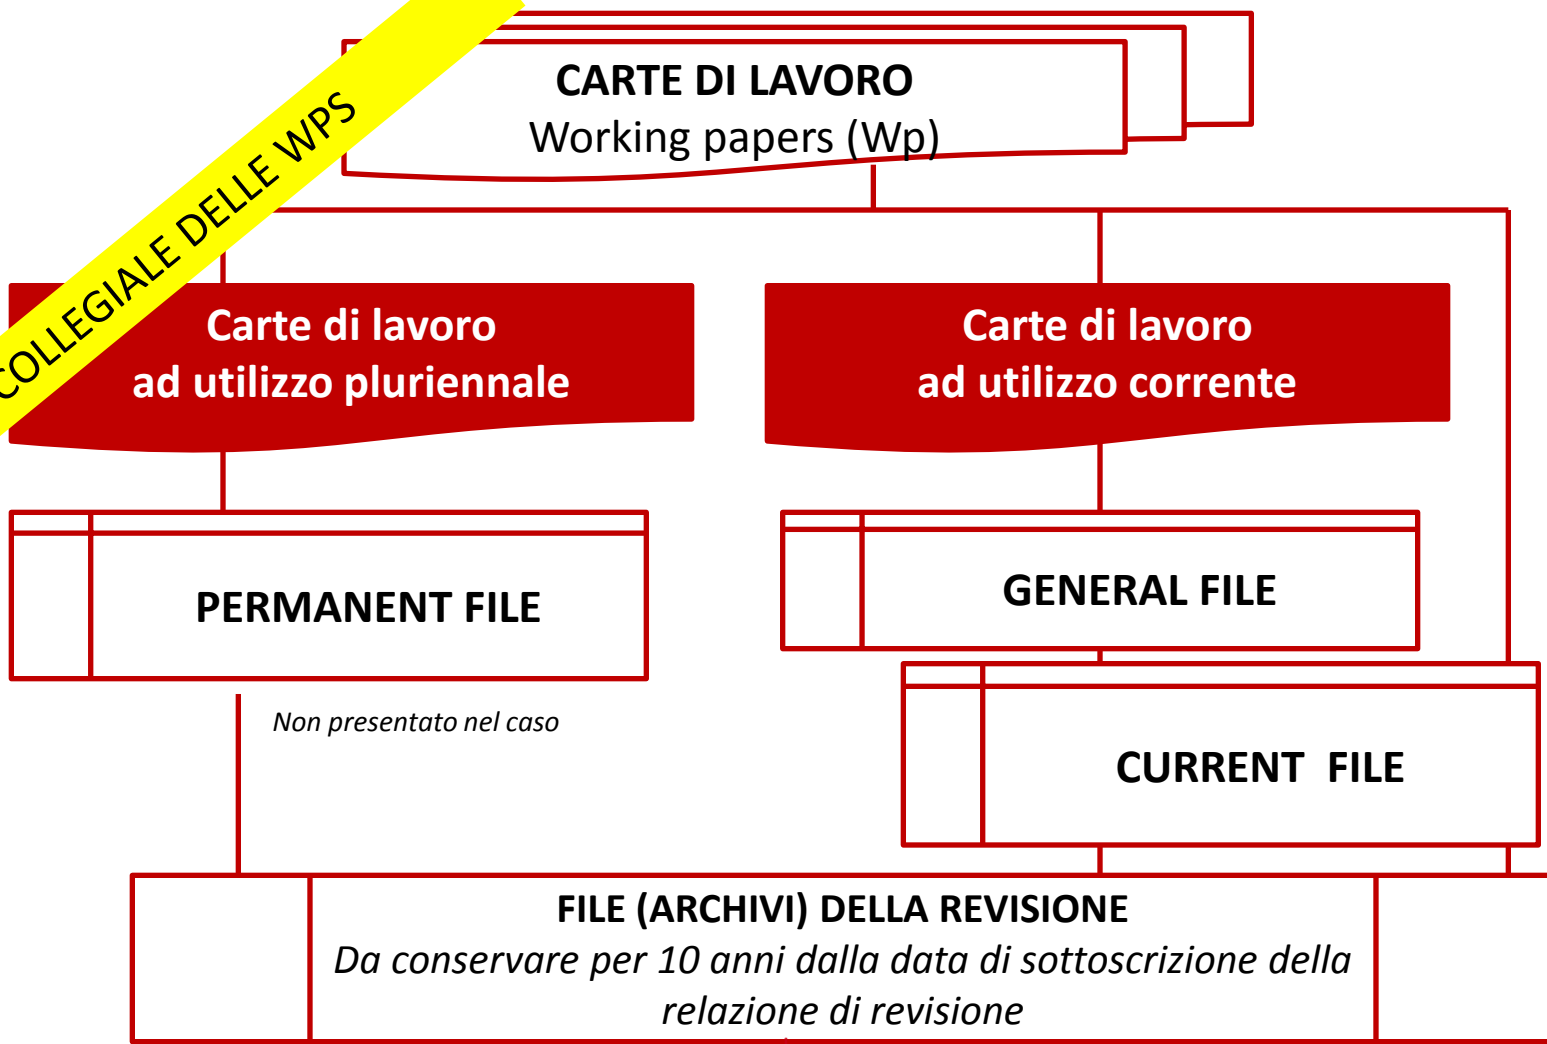 CARTE DI LAVORO
Working papers (Wp)
COLLEGIALE DELLE WPS
Carte di lavoro
ad utilizzo pluriennale
Carte di lavoro
ad utilizzo corrente
PERMANENT FILE
GENERAL FILE
Non presentato nel caso
CURRENT FILE
FILE (ARCHIVI) DELLA REVISIONE
Da conservare per 10 anni dalla data di sottoscrizione della
relazione di revisione